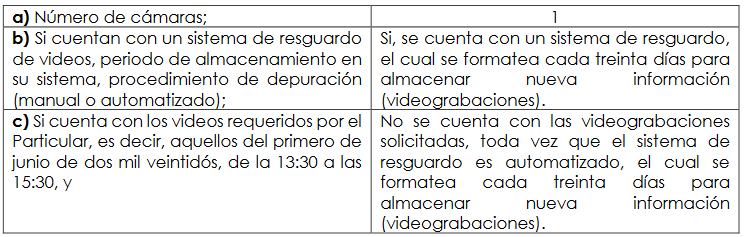 a) Número de cámaras;
1
b) Si cuentan con un sistema de resguardo
de videos, periodo de almacenamiento en
su sistema, procedimiento de depuración
(manual o automatizado);
Si, se cuenta con un sistema de resguardo,
el cual se formatea cada treinta días para
almacenar nueva información
(videograbaciones).
c) Si cuenta con los videos requeridos por el
Particular, es decir, aquellos del primero de
junio de dos mil veintidós, de la 13:30 a las
15:30, y
No se cuenta con las videograbaciones
solicitadas, toda vez que el sistema de
resguardo es automatizado, el cual se
formatea cada treinta días para
almacenar nueva información
(videograbaciones).